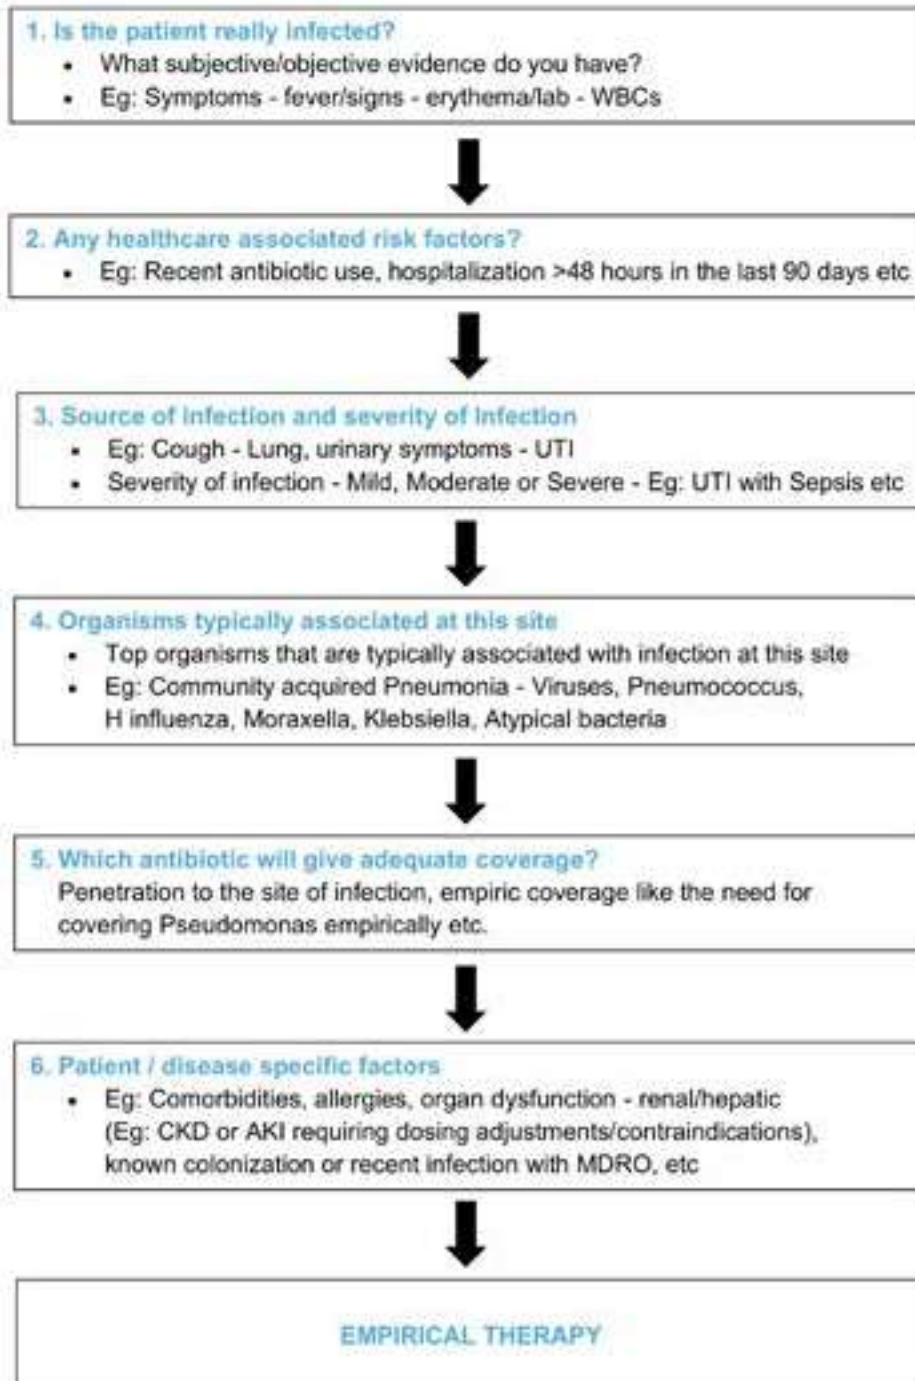 1. Is the patient really infected?
• What subjective/objective evidence do you have?
• Eg: Symptoms - fever/signs - erythema/lab - WBCs
2. Any healthcare associated risk factors?
• Eg: Recent antibiotic use, hospitalization >48 hours in the last 90 days etc
3. Source of infection and severity of Infection
• Eg: Cough - Lung, urinary symptoms - UTI
• Severity of infection - Mild, Moderate or Severe - Eg: UTI with Sepsis etc
4. Organisms typically associated at this site
• Top organisms that are typically associated with infection at this site
• Eg: Community acquired Pneumonia - Viruses, Pneumococcus,
H influenza, Moraxella, Klebsiella, Atypical bacteria
5. Which antibiotic will give adequate coverage?
Penetration to the site of infection, empiric coverage like the need for
covering Pseudomonas empirically etc.
6. Patient / disease specific factors
• Eg: Comorbidities, allergies, organ dysfunction - renal/hepatic
(Eg: CKD or AKI requiring dosing adjustments/contraindications),
known colonization or recent infection with MDRO, etc
EMPIRICAL THERAPY